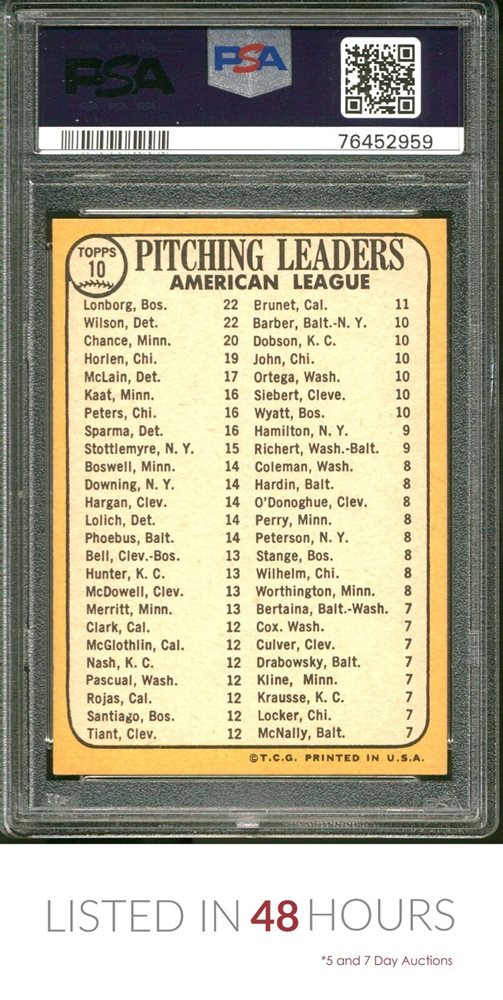 PSA
PSA
76452959
TOPPS
10
PITCHING LEADERS
AMERICAN LEAGUE
Lonborg, Bos. 22 Brunet, Cal. 11
Wilson, Det. 22 Barber, Balt.-N. Y. 10
Chance, Minn. 20 Dobson, K. C. 10
Horlen, Chi. 19 John, Chi. 10
McLain, Det. 17 Ortega, Wash. 10
Kaat, Minn. 16 Siebert, Cleve. 10
Peters, Chi. 16 Wyatt, Bos. 10
Sparma, Det. 16 Hamilton, N. Y. 9
Stottlemyre, N. Y. 15 Richert, Wash.-Balt. 9
Boswell, Minn. 14 Coleman, Wash. 8
Downing, N. Y. 14 Hardin, Balt. 8
Hargan, Clev. 14 O'Donoghue, Clev. 8
Lolich, Det. 14 Perry, Minn. 8
Phoebus, Balt. 14 Peterson, N. Y. 8
Bell, Clev.-Bos. 13 Stange, Bos. 8
Hunter, K. C. 13 Wilhelm, Chi. 8
McDowell, Clev. 13 Worthington, Minn. 8
Merritt, Minn. 13 Bertaina, Balt.-Wash. 7
Clark, Cal. 12 Cox. Wash. 7
McGlothlin, Cal. 12 Culver, Clev. 7
Nash, K. C. 12 Drabowsky, Balt. 7
Pascual, Wash. 12 Kline, Minn. 7
Rojas, Cal. 12 Krausse, K. C. 7
Santiago, Bos. 12 Locker, Chi. 7
Tiant, Clev. 12 McNally, Balt. 7
©T.C.G. PRINTED IN U.S.A.
PSA
LISTED IN 48 HOURS
*5 and 7 Day Auctions